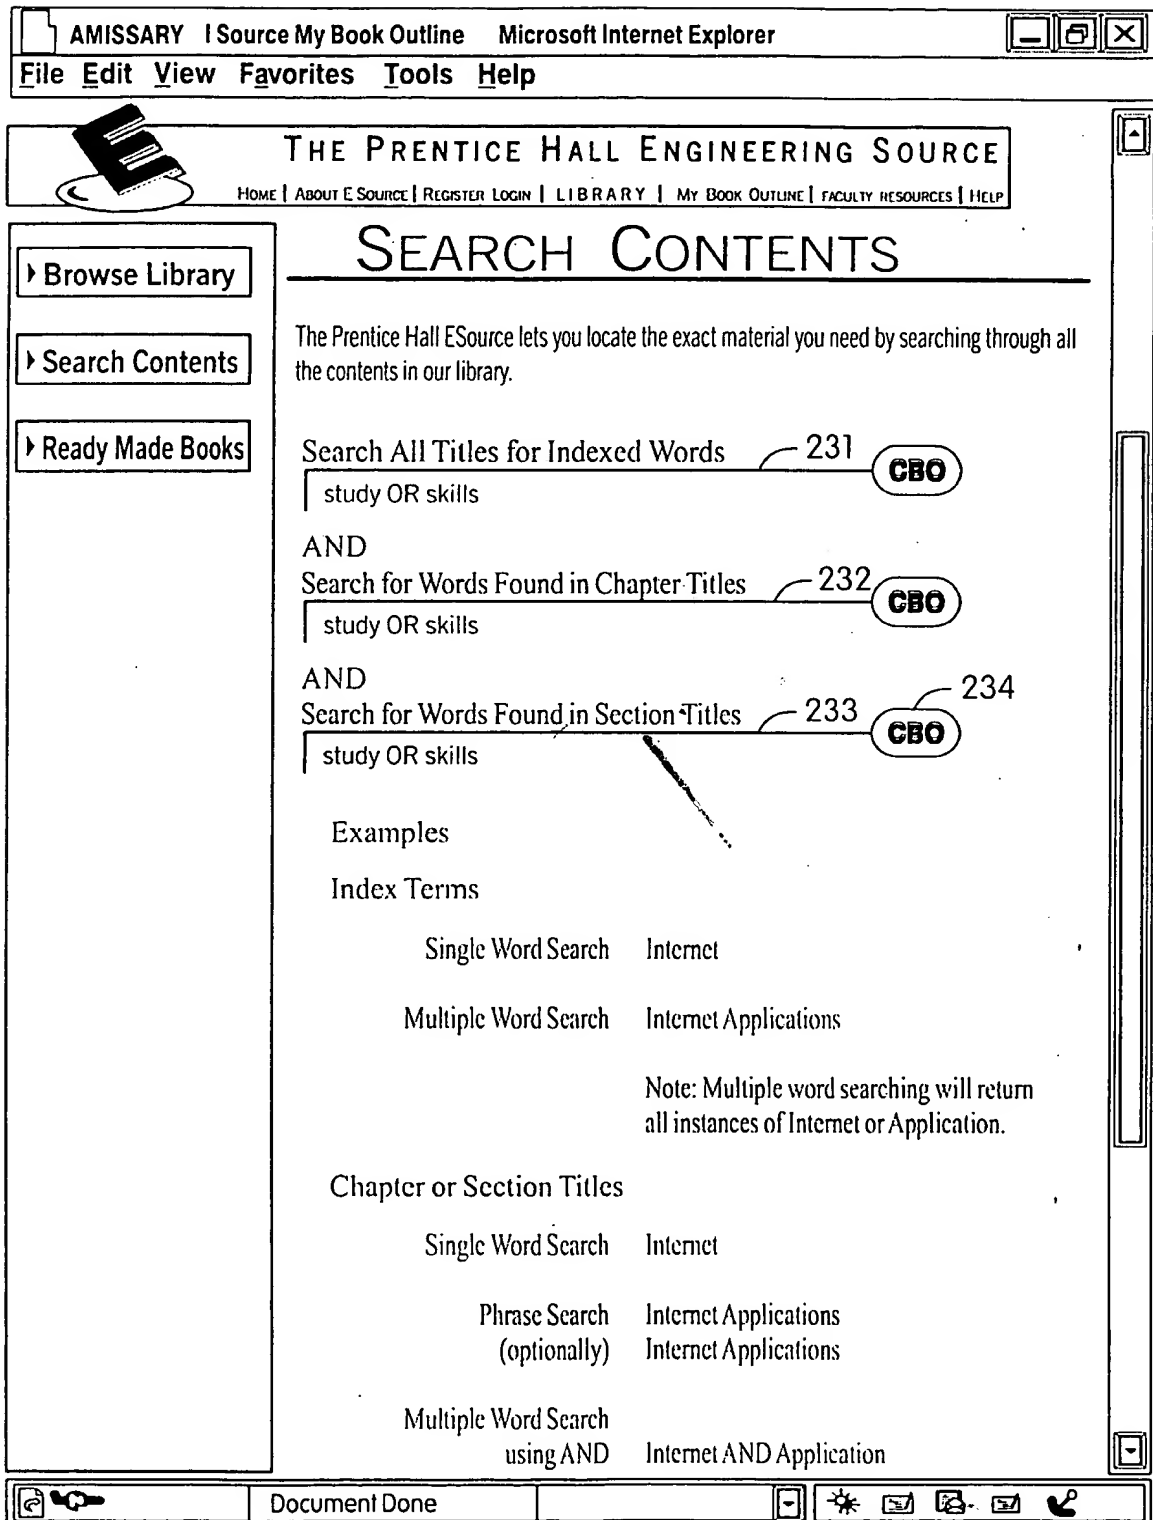 AMISSARY I Source My Book Outline Microsoft Internet Explorer
File Edit View Favorites Tools Help
THE PRENTICE HALL ENGINEERING SOURCE
HOME | ABOUT E SOURCE | REGISTER LOGIN | LIBRARY | MY BOOK OUTLINE | FACULTY RESOURCES | HELP
SEARCH CONTENTS
Browse Library
Search Contents
Ready Made Books
The Prentice Hall ESource lets you locate the exact material you need by searching through all
the contents in our library.
Search All Titles for Indexed Words 231
CBO
study OR skills
AND
Search for Words Found in Chapter Titles 232
CBO
study OR skills
AND
Search for Words Found in Section Titles 233 234
CBO
study OR skills
Examples
Index Terms
Single Word Search Internet
Multiple Word Search Internet Applications
Note: Multiple word searching will return
all instances of Internet or Application.
Chapter or Section Titles
Single Word Search Internet
Phrase Search Internet Applications
(optionally) Internet Applications
Multiple Word Search
using AND Internet AND Application
Document Done